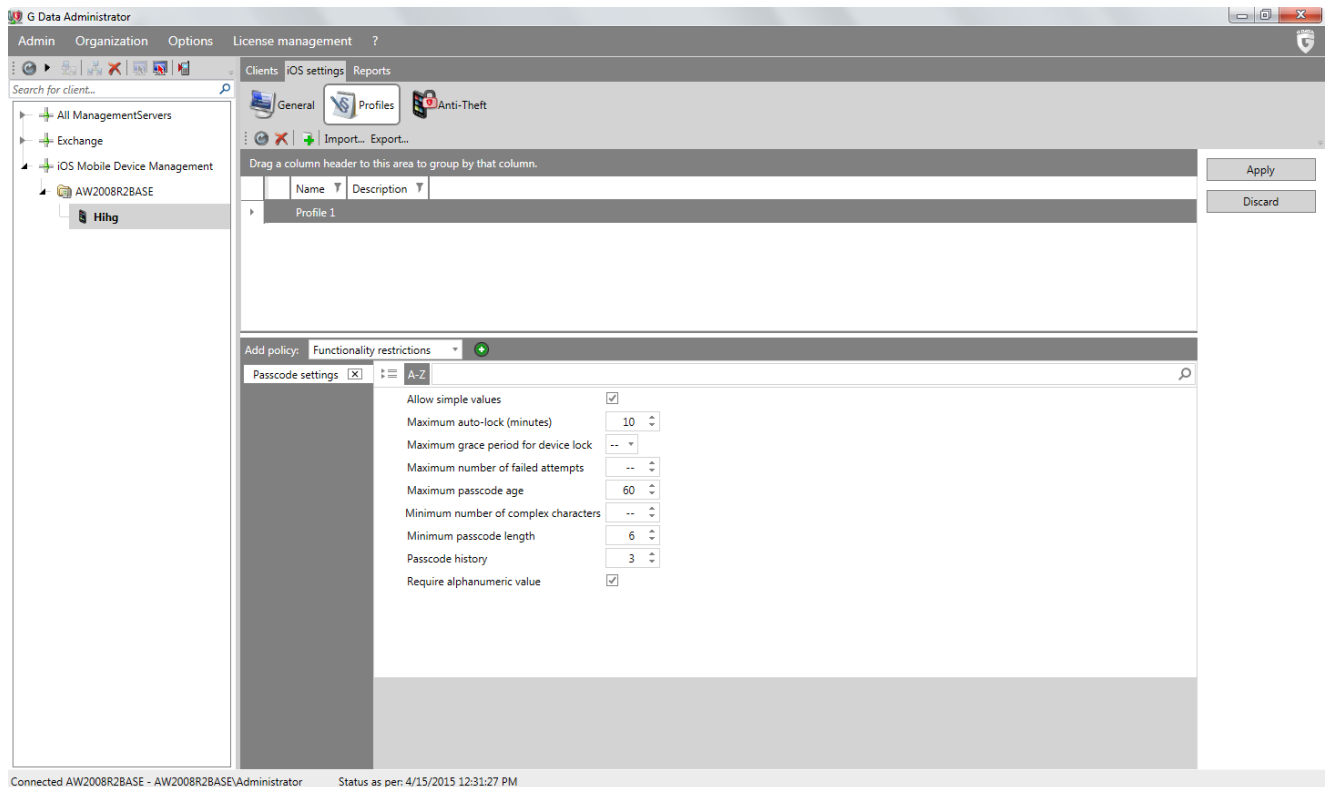 G Data Administrator
Admin Organization Options License management ?
Search for client...
All ManagementServers
Exchange
iOS Mobile Device Management
AW2008R2BASE
Hihg
Clients iOS settings Reports
General Profiles Anti-Theft
Import... Export...
Drag a column header to this area to group by that column.
Name Description
Profile 1
Apply
Discard
Add policy: Functionality restrictions
Passcode settings
A-Z
Allow simple values
Maximum auto-lock (minutes) 10
Maximum grace period for device lock --
Maximum number of failed attempts --
Maximum passcode age 60
Minimum number of complex characters --
Minimum passcode length 6
Passcode history 3
Require alphanumeric value
Connected AW2008R2BASE - AW2008R2BASE\Administrator Status as per: 4/15/2015 12:31:27 PM